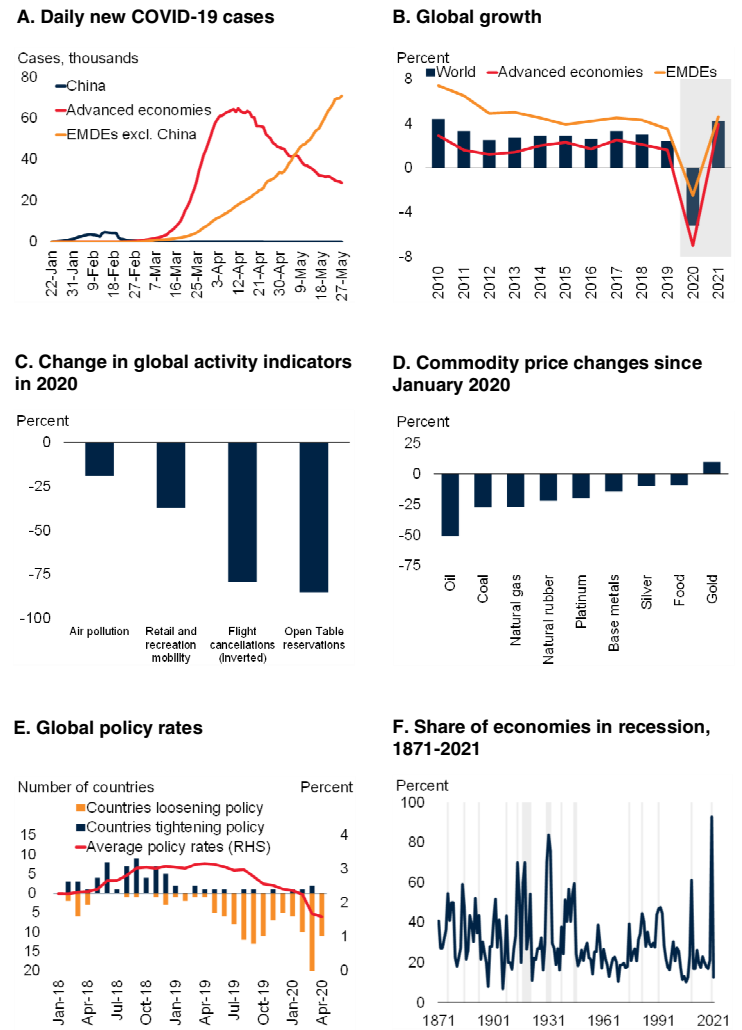 A. Daily new COVID-19 cases
Cases, thousands
80
60
40
20
0
China
Advanced economies
EMDEs excl. China
22-Jan
31-Jan
9-Feb
18-Feb
27-Feb
7-Mar
16-Mar
25-Mar
3-Apr
12-Apr
21-Apr
30-Apr
9-May
18-May
27-May
B. Global growth
Percent
World
Advanced economies
EMDEs
8
4
0
-4
-8
2010
2011
2012
2013
2014
2015
2016
2017
2018
2019
2020
2021
C. Change in global activity indicators
in 2020
Percent
0
-25
-50
-75
-100
Air pollution
Retail and
recreation
mobility
Flight
cancellations
(Inverted)
Open Table
reservations
D. Commodity price changes since
January 2020
Percent
25
0
-25
-50
-75
Oil
Coal
Natural gas
Natural rubber
Platinum
Base metals
Silver
Food
Gold
E. Global policy rates
Number of countries
Percent
Countries loosening policy
Countries tightening policy
Average policy rates (RHS)
15
10
5
0
5
10
15
20
4
3
2
1
0
Jan-18
Apr-18
Jul-18
Oct-18
Jan-19
Apr-19
Jul-19
Oct-19
Jan-20
Apr-20
F. Share of economies in recession,
1871-2021
Percent
100
80
60
40
20
0
1871
1901
1931
1961
1991
2021